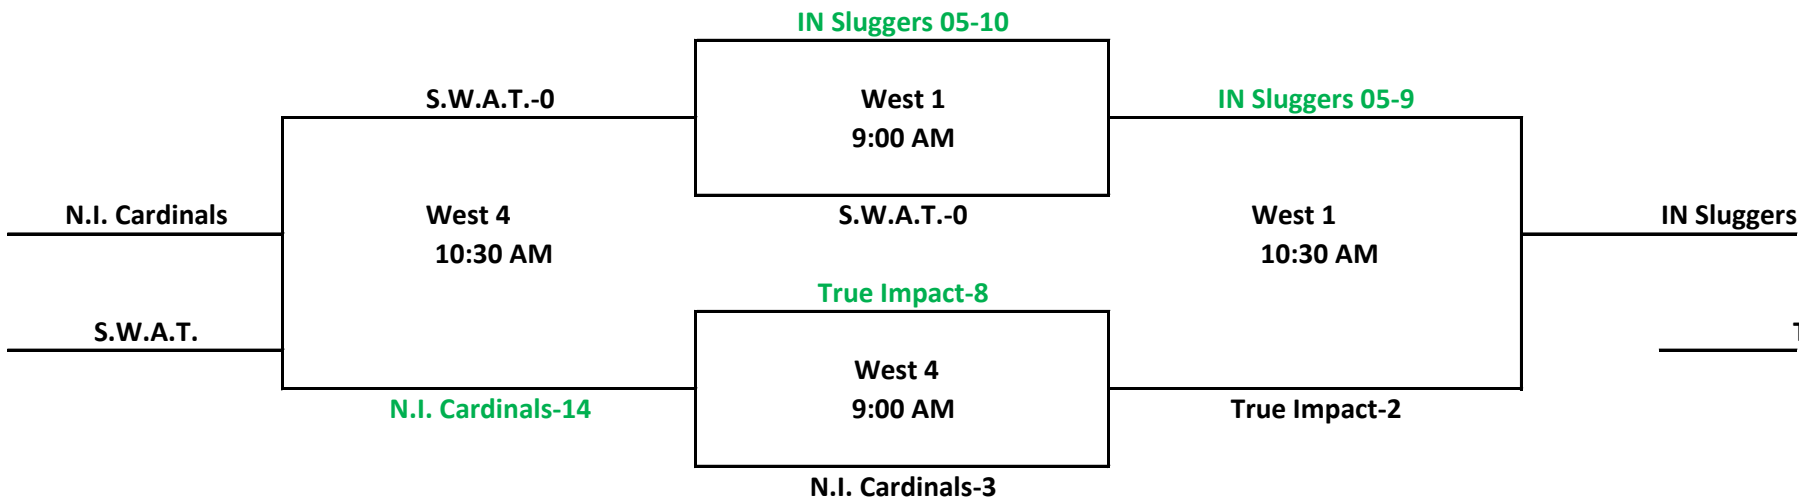 IN Sluggers 05-10
S.W.A.T.-0
West 1
IN Sluggers 05-9
9:00 AM
N.I. Cardinals
West 4
S.W.A.T.-0
West 1
IN Sluggers
10:30 AM
10:30 AM
True Impact-8
S.W.A.T.
West 4
N.I. Cardinals-14
9:00 AM
True Impact-2
N.I. Cardinals-3